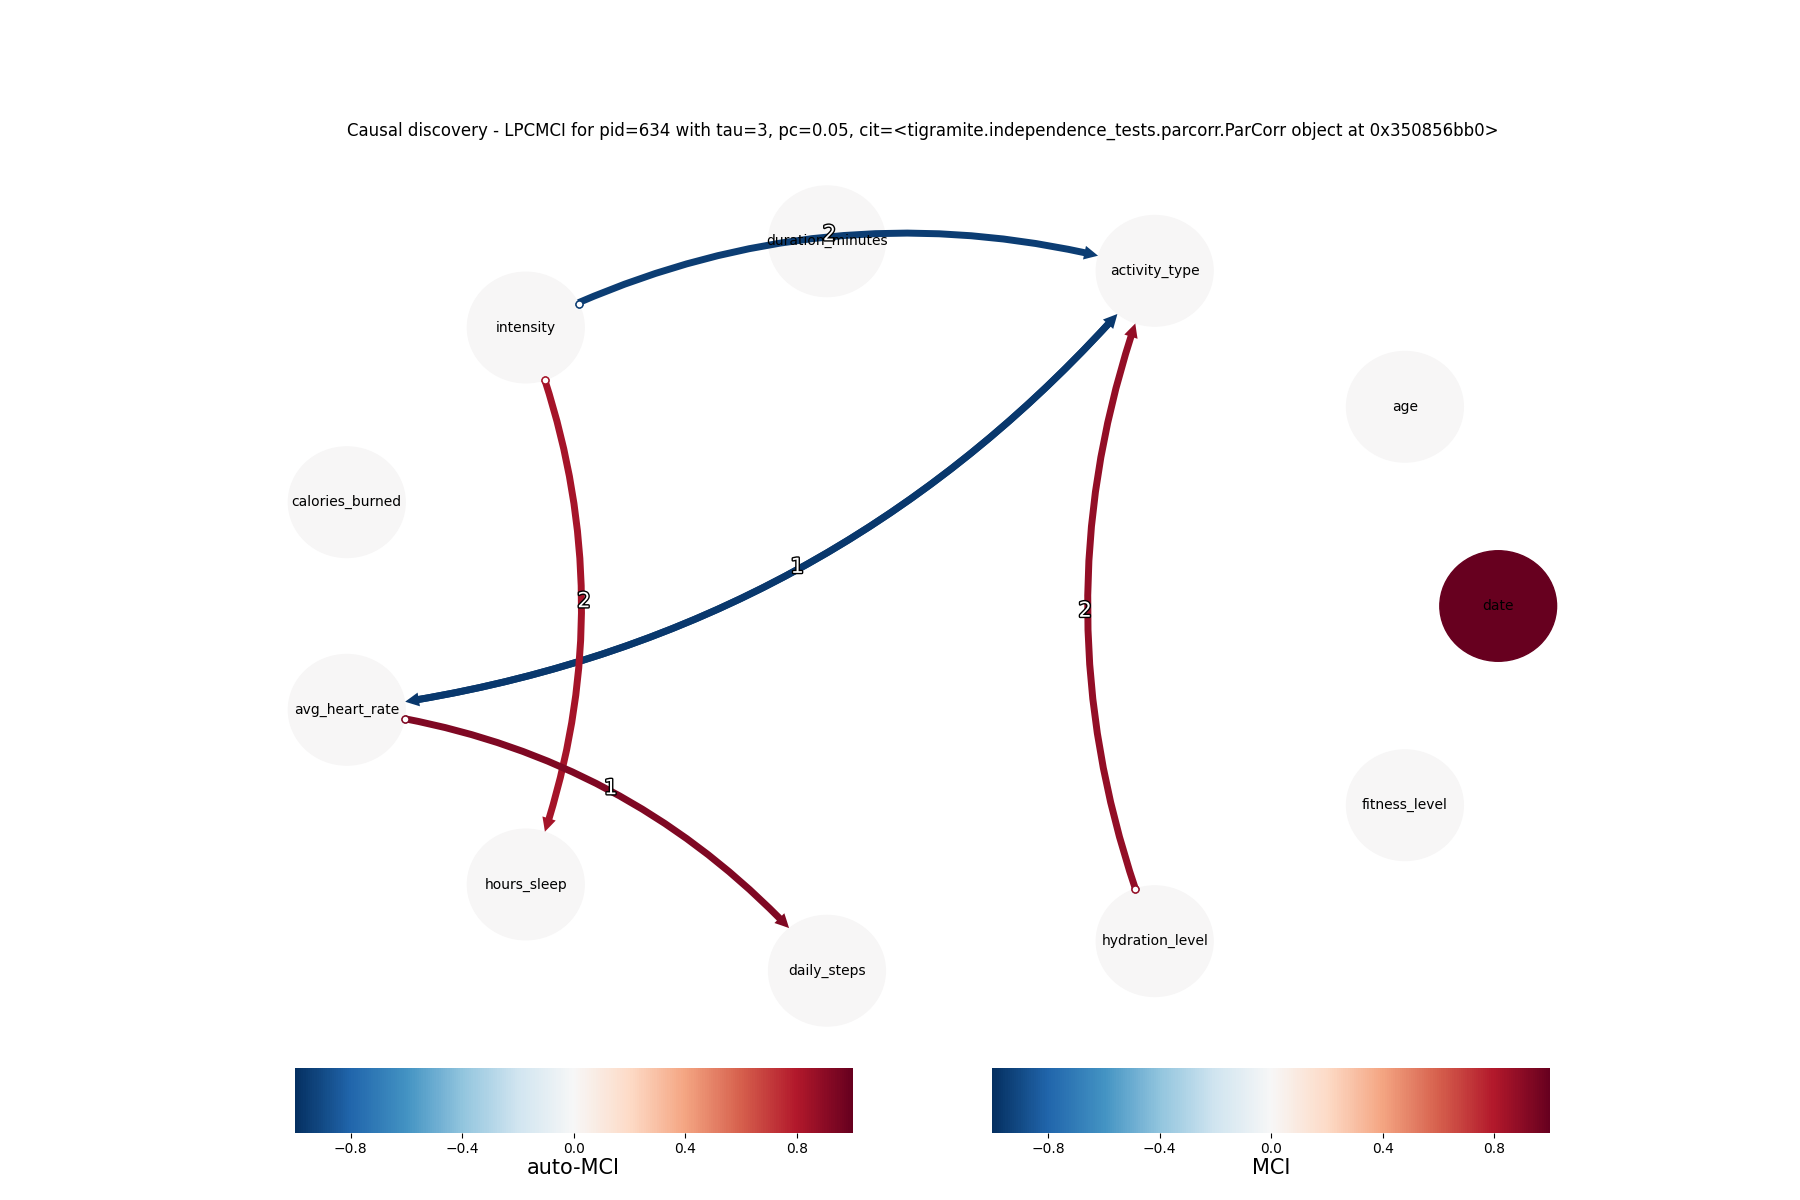 Causal discovery - LPCMCI for pid=634 with tau=3, pc=0.05, cit=<tigramite.independence_tests.parcorr.ParCorr object at 0x350856bb0>
2
duration_minutes
activity_type
intensity
age
calories_burned
1
2
2
date
avg_heart_rate
1
fitness_level
hours_sleep
hydration_level
daily_steps
−0.8 −0.4 0.0 0.4 0.8
auto-MCI
−0.8 −0.4 0.0 0.4 0.8
MCI